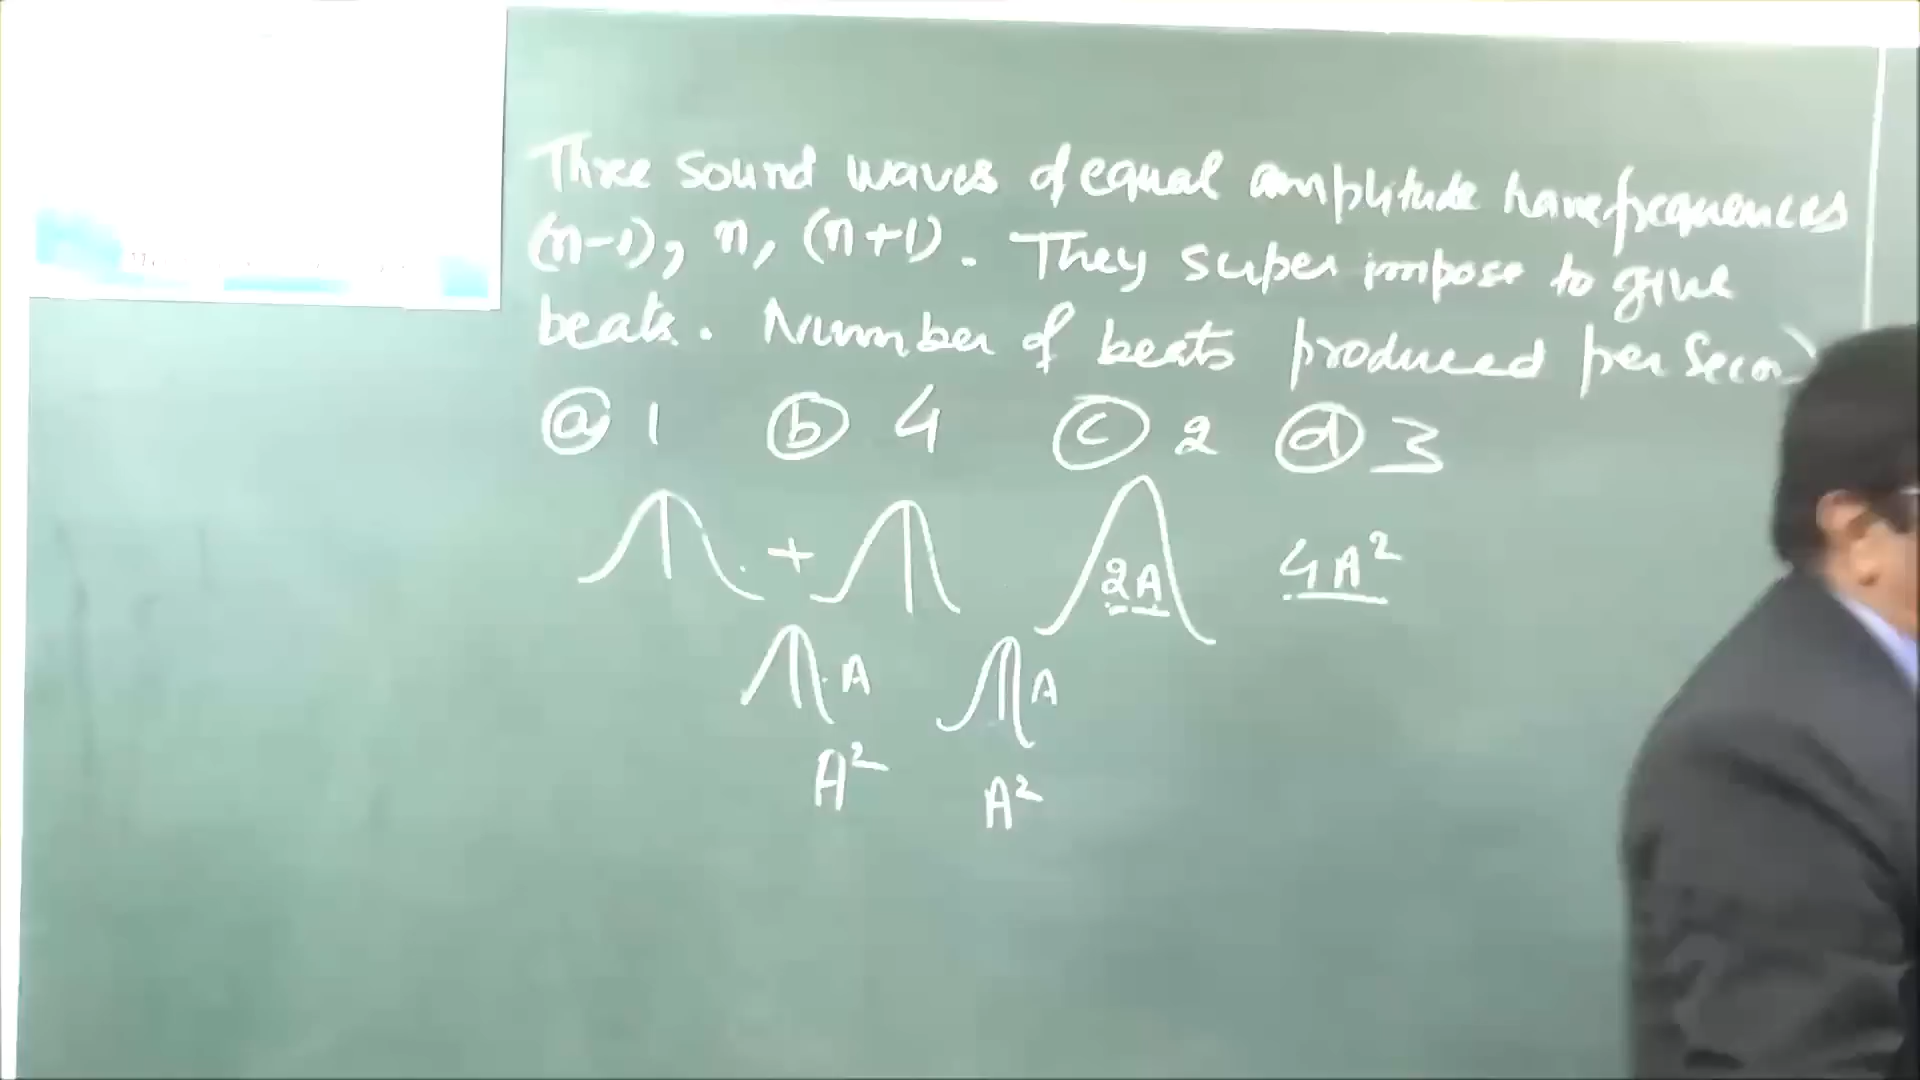 Three sound waves of equal amplitude have frequencies
(n-1), n, (n+1). They super impose to give
beats. Number of beats produced per secon
ⓐ 1 ⓑ 4 ⓒ 2 ⓓ 3
+ 2A 4A²
A A
A² A²